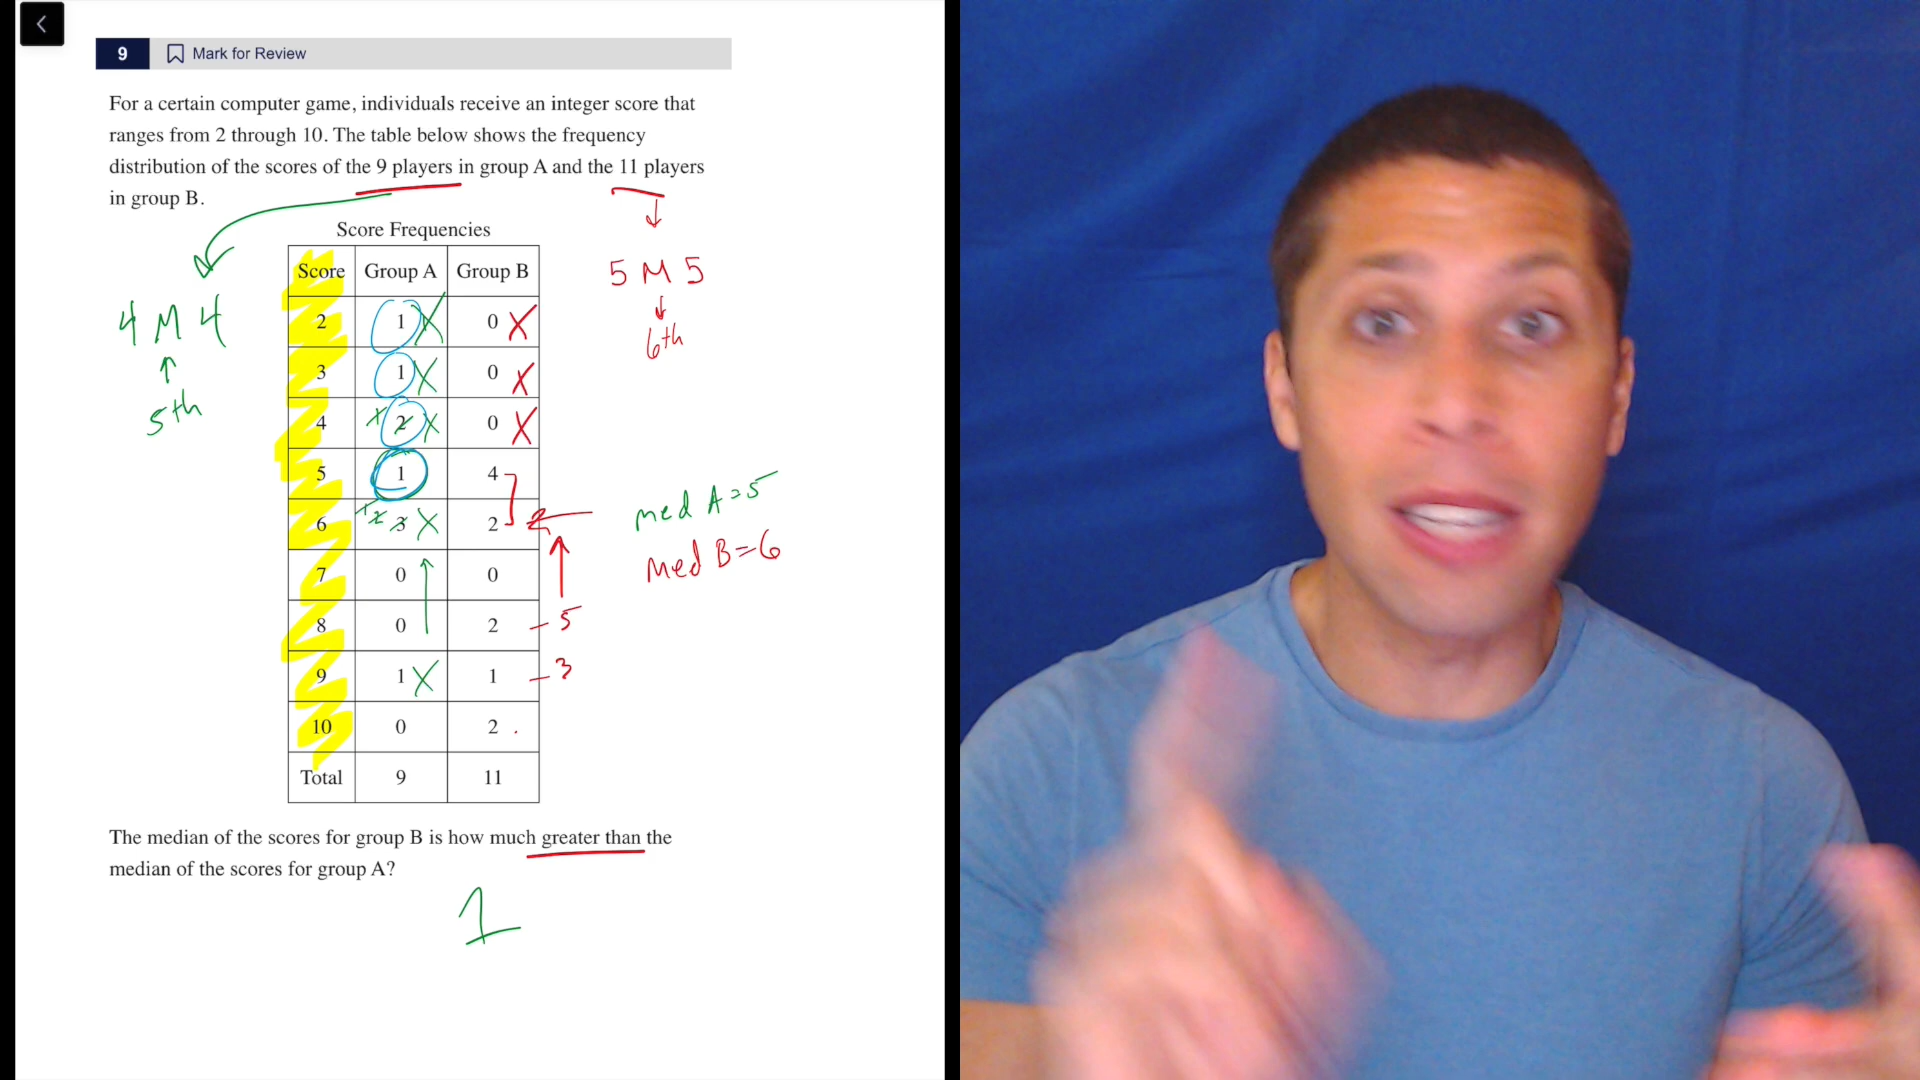 9 Mark for Review
For a certain computer game, individuals receive an integer score that
ranges from 2 through 10. The table below shows the frequency
distribution of the scores of the 9 players in group A and the 11 players
in group B.
Score Frequencies
Score Group A Group B
2 1 0
3 1 0
4 2 0
5 1 4
6 3 2
7 0 0
8 0 2
9 1 1
10 0 2
Total 9 11
4 M 4
5th
5 M 5
6th
X X
X X
X X X
X 2 X 2
5
X 3
med A = 5
med B = 6
The median of the scores for group B is how much greater than the
median of the scores for group A?
1